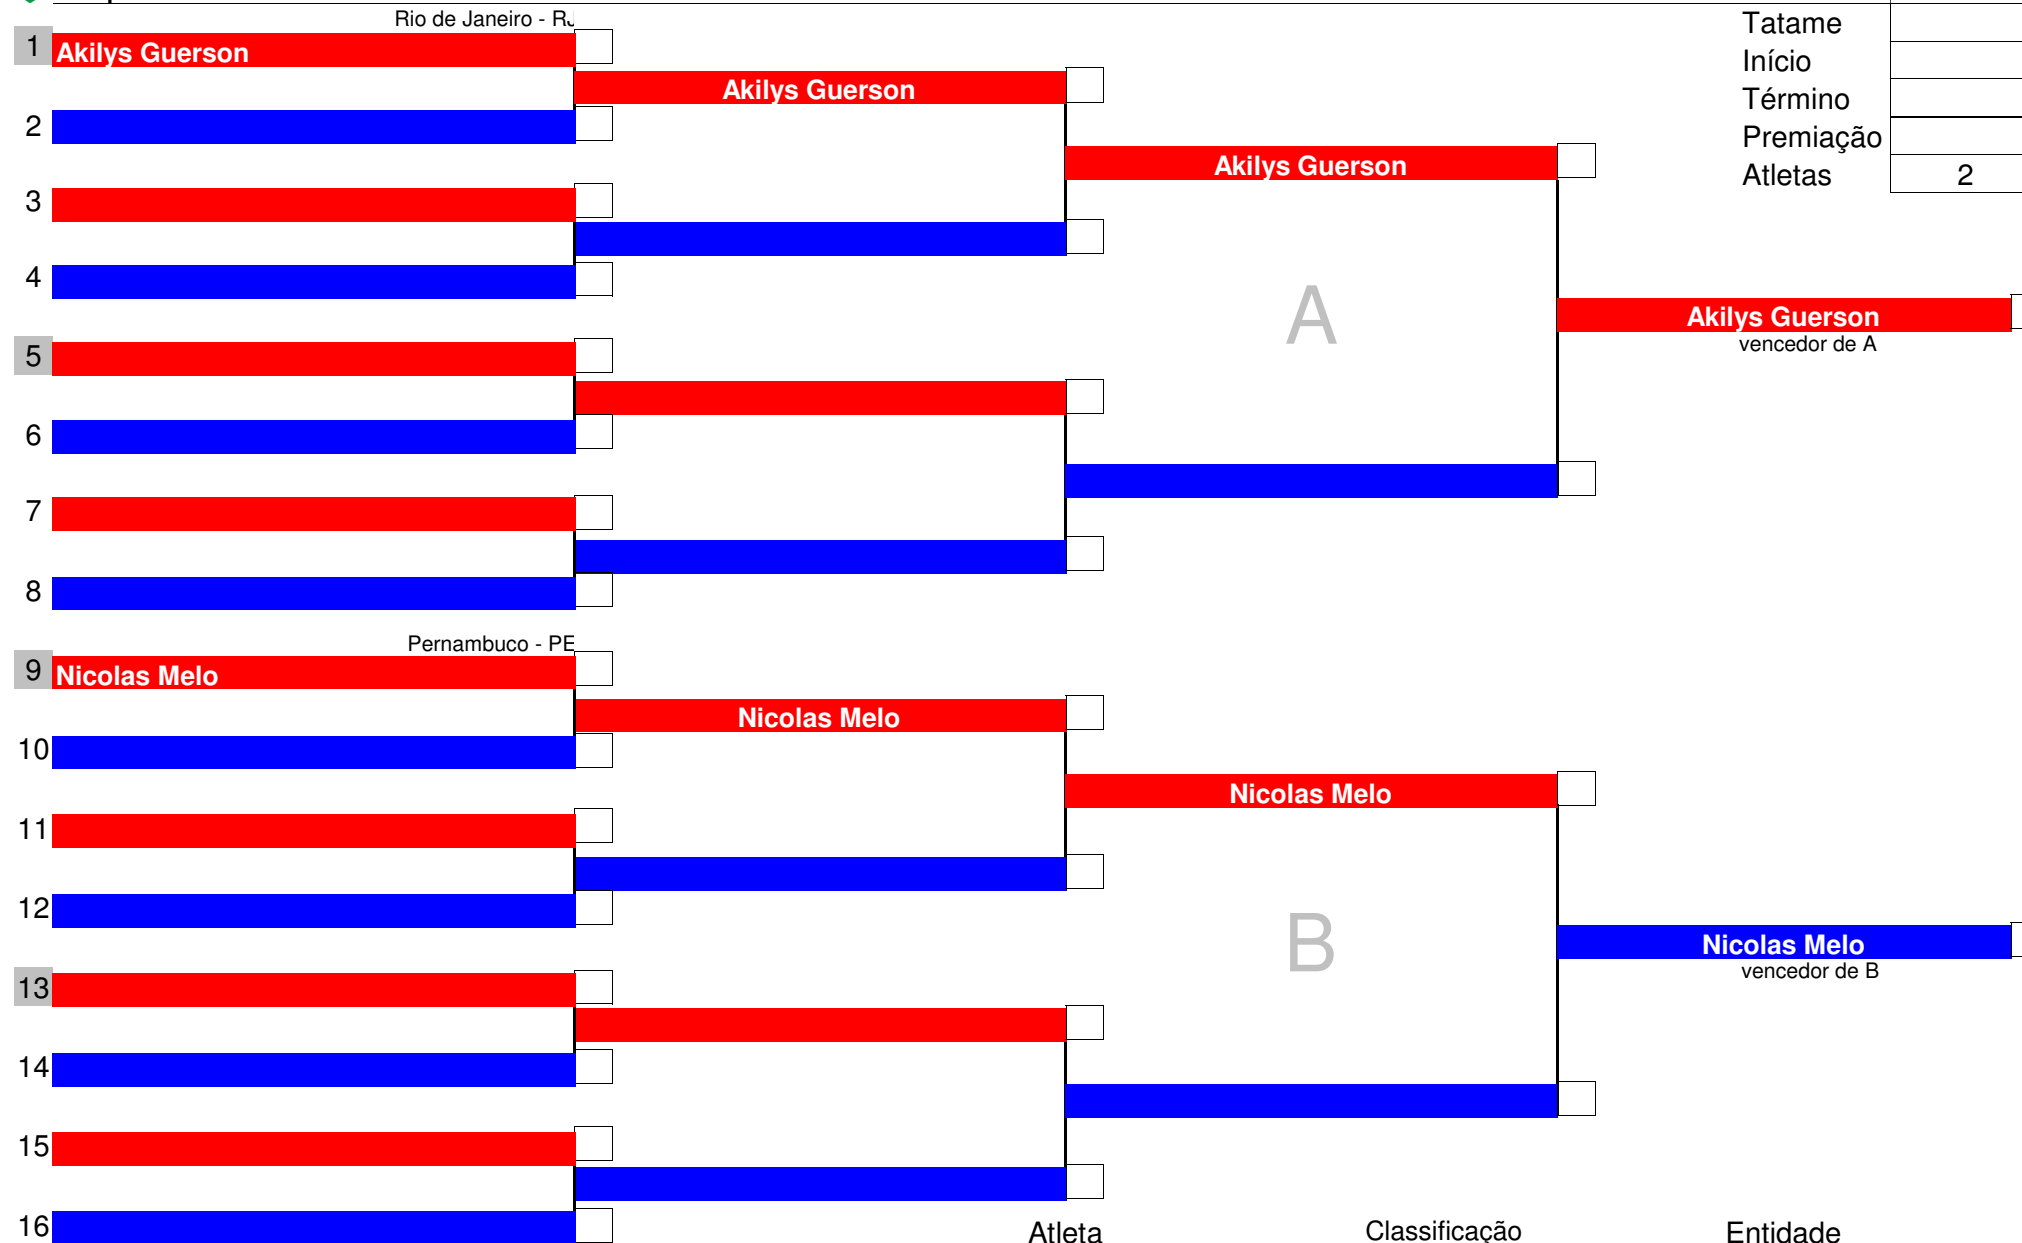 Rio de Janeiro - RJ
Tatame
1 Akilys Guerson
Akilys Guerson
Início
Término
2
Premiação
Akilys Guerson
Atletas 2
3
4
A
Akilys Guerson
vencedor de A
5
6
7
8
Pernambuco - PE
9 Nicolas Melo
Nicolas Melo
10
Nicolas Melo
11
12
B
Nicolas Melo
vencedor de B
13
14
15
16
Atleta Classificação Entidade